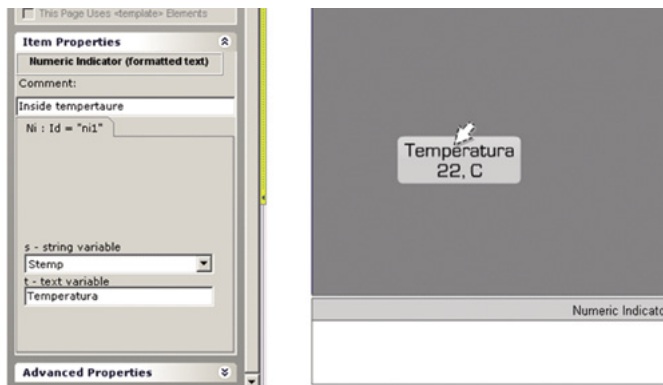 This Page Uses «template» Elements
Item Properties
Numeric Indicator (formatted text)
Comment:
Inside tempertaure
Ni : Id = "ni1"
s - string variable
Stemp
t - text variable
Temperatura
Advanced Properties
Temperatura
22, C
Numeric Indicato